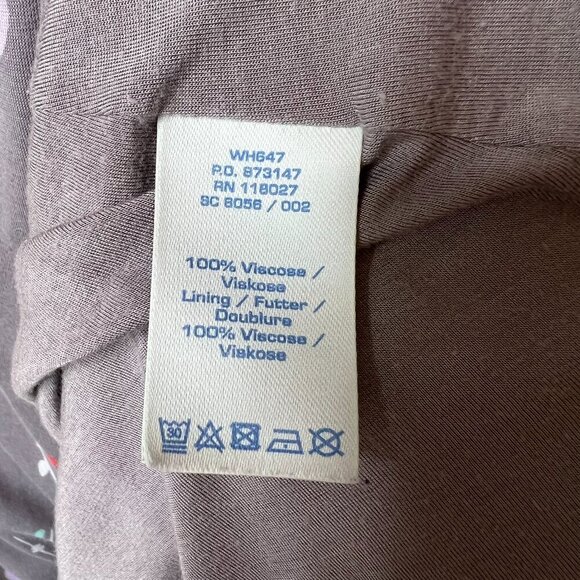 WH647
P.O. 873147
RN 118027
SC 8056 / 002
100% Viscose /
Viskose
Lining / Futter /
Doublure
100% Viscose /
Viskose
30